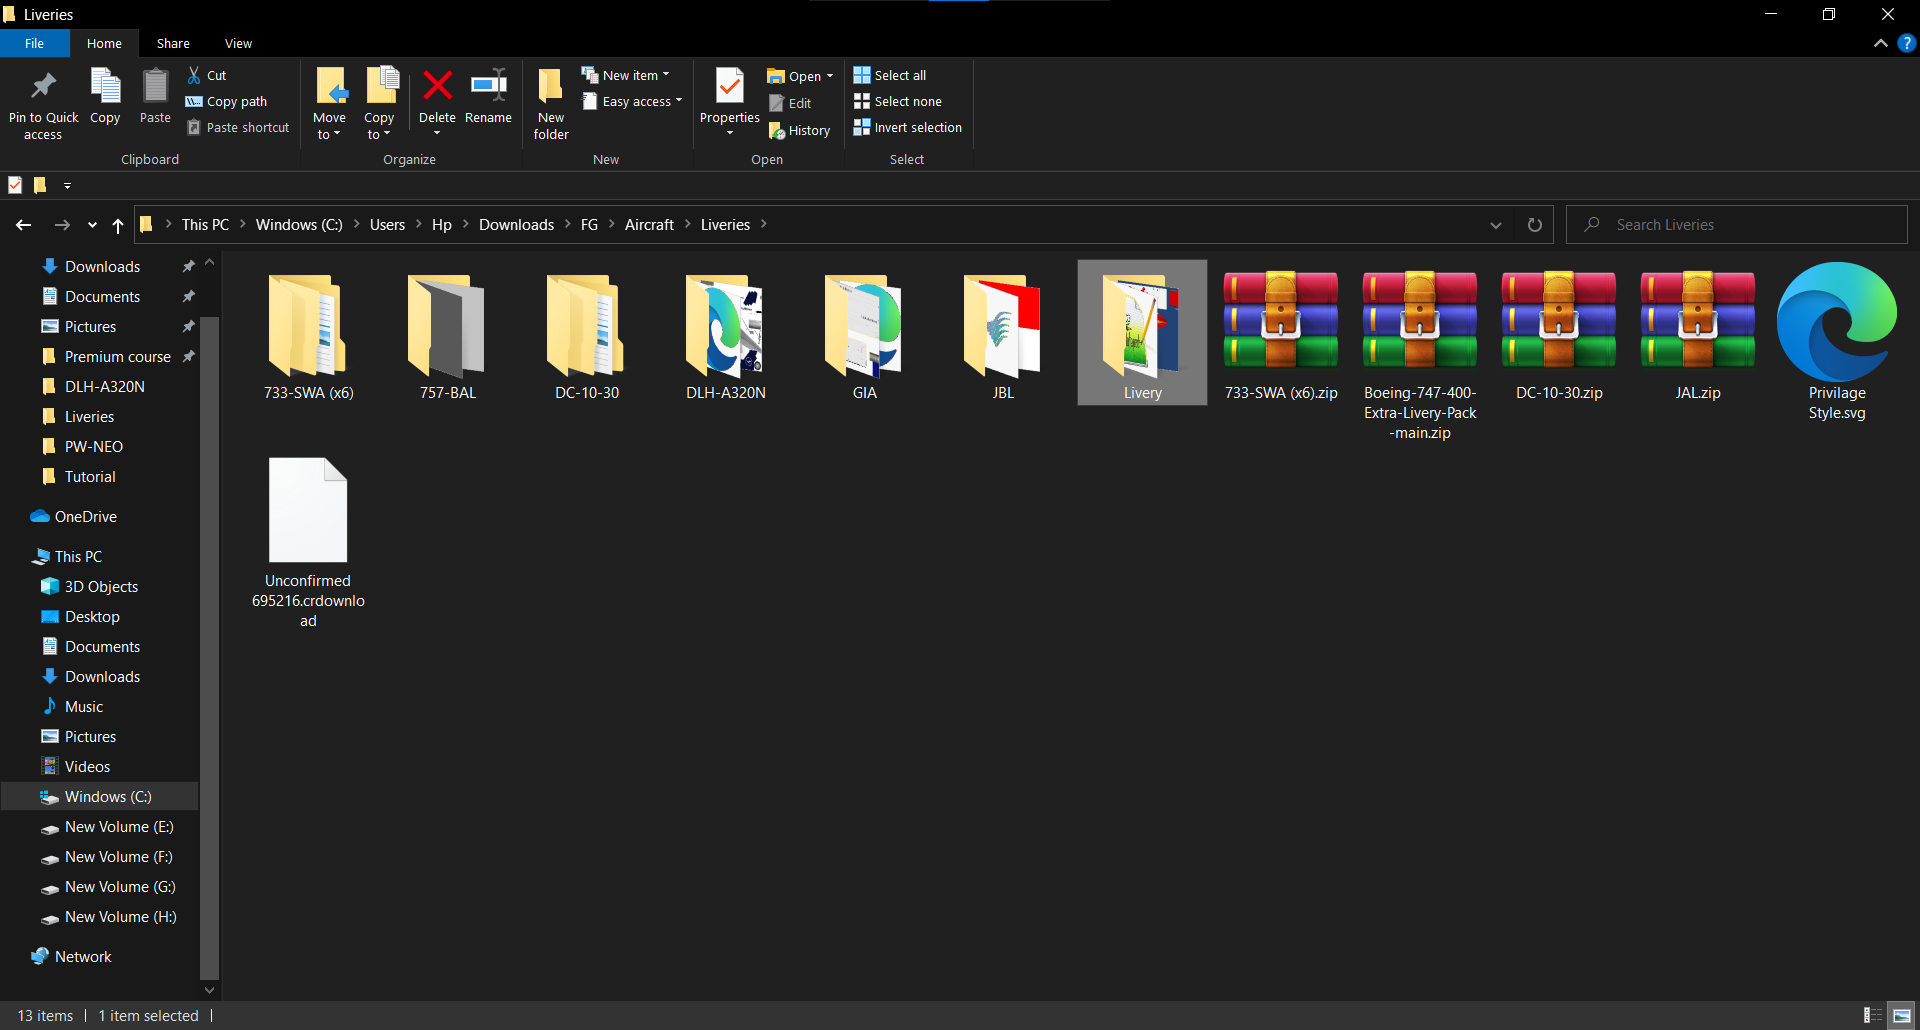 Liveries
File Home Share View
Pin to Quick access
Copy
Paste
Cut
Copy path
Paste shortcut
Clipboard
Move to
Copy to
Delete
Rename
Organize
New folder
New item
Easy access
New
Properties
Open
Edit
History
Open
Select all
Select none
Invert selection
Select
This PC Windows (C:) Users Hp Downloads FG Aircraft Liveries
Search Liveries
Downloads
Documents
Pictures
Premium course
DLH-A320N
Liveries
PW-NEO
Tutorial
OneDrive
This PC
3D Objects
Desktop
Documents
Downloads
Music
Pictures
Videos
Windows (C:)
New Volume (E:)
New Volume (F:)
New Volume (G:)
New Volume (H:)
Network
733-SWA (x6)
757-BAL
DC-10-30
DLH-A320N
GIA
JBL
Livery
733-SWA (x6).zip
Boeing-747-400-
Extra-Livery-Pack
-main.zip
DC-10-30.zip
JAL.zip
Privilage
Style.svg
Unconfirmed
695216.crdownlo
ad
13 items 1 item selected